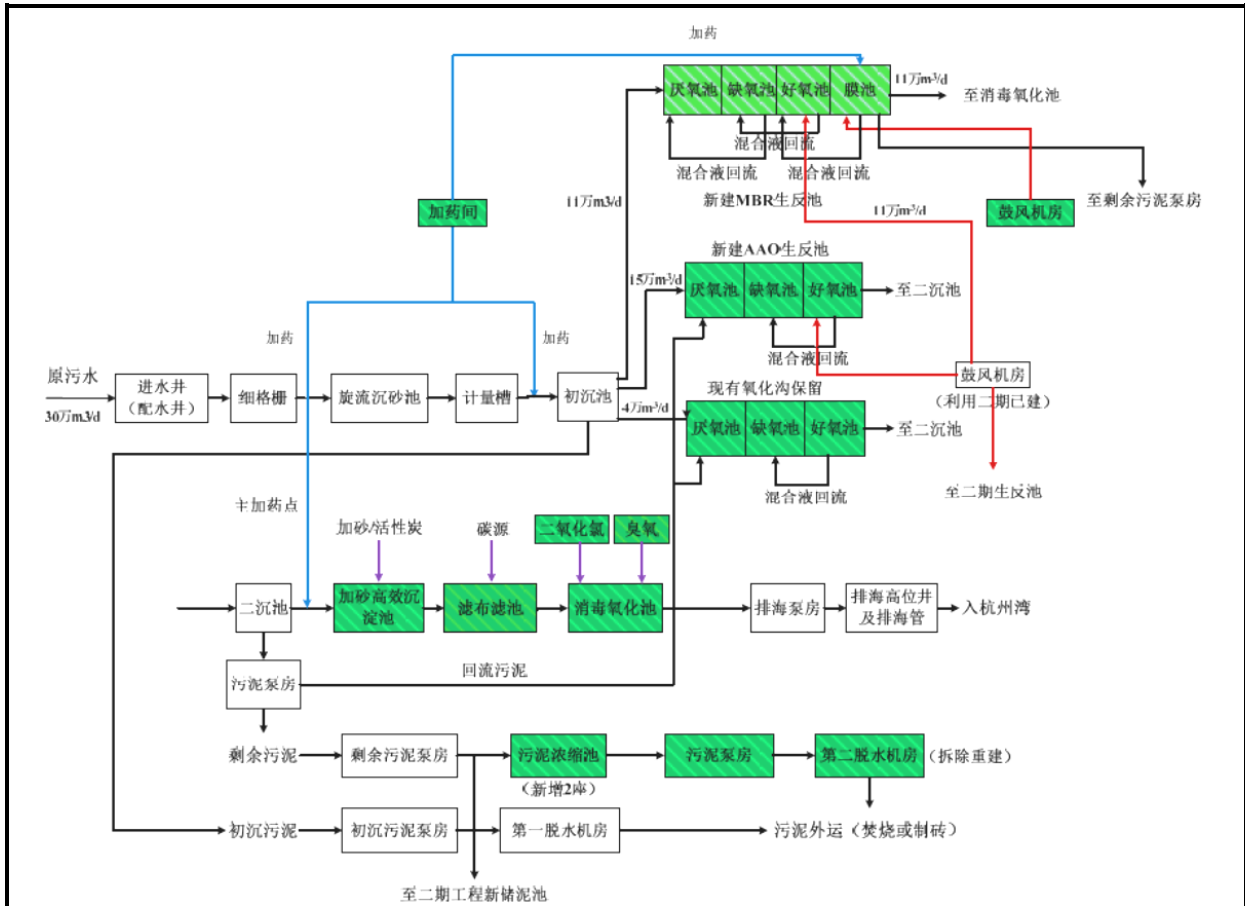 加药
厌氧池
缺氧池
好氧池
膜池
11万m³/d
至消毒氧化池
混合液回流
混合液回流
混合液回流
新建MBR生反池
11万m3/d
11万m³/d
至剩余污泥泵房
加药间
鼓风机房
新建AAO生反池
15万m³/d
厌氧池
缺氧池
好氧池
至二沉池
混合液回流
加药
加药
原污水
30万m3/d
进水井
（配水井）
细格栅
旋流沉砂池
计量槽
初沉池
现有氧化沟保留
4万m³/d
厌氧池
缺氧池
好氧池
至二沉池
混合液回流
鼓风机房
（利用二期已建）
至二期生反池
主加药点
加砂/活性炭
碳源
二氧化氯
臭氧
二沉池
加砂高效沉
淀池
滤布滤池
消毒氧化池
排海泵房
排海高位井
及排海管
入杭州湾
污泥泵房
回流污泥
剩余污泥
剩余污泥泵房
污泥浓缩池
（新增2座）
污泥泵房
第二脱水机房
（拆除重建）
初沉污泥
初沉污泥泵房
第一脱水机房
污泥外运（焚烧或制砖）
至二期工程新储泥池